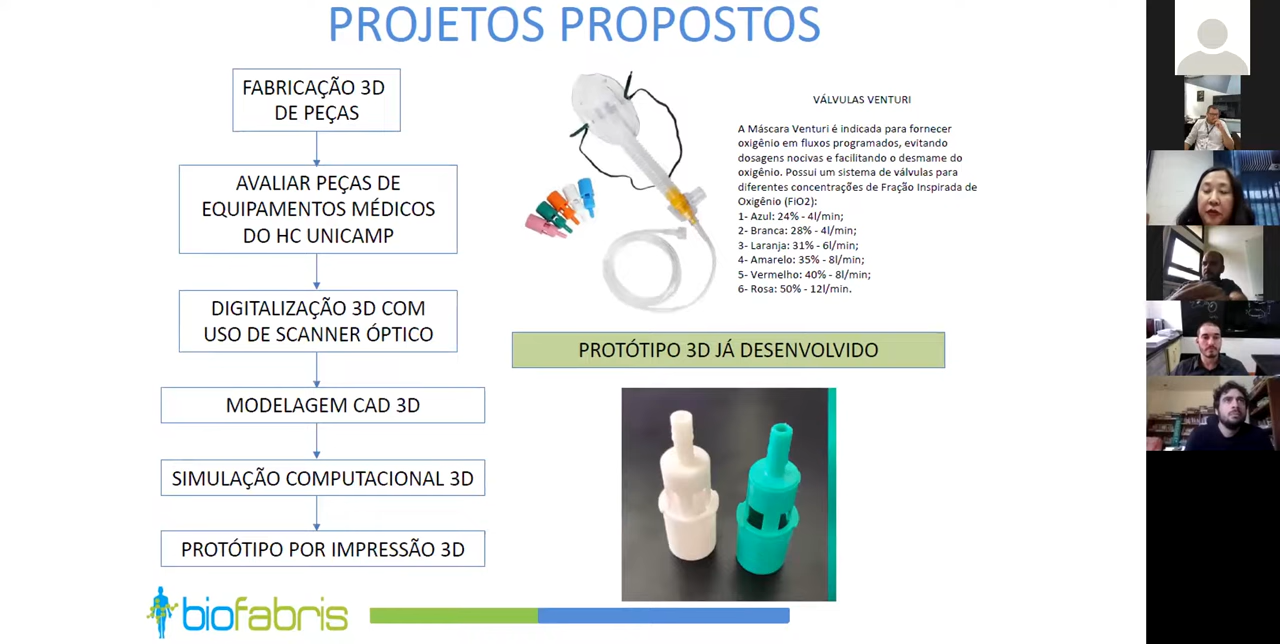 PROJETOS PROPOSTOS
FABRICAÇÃO 3D
DE PEÇAS
AVALIAR PEÇAS DE
EQUIPAMENTOS MÉDICOS
DO HC UNICAMP
DIGITALIZAÇÃO 3D COM
USO DE SCANNER ÓPTICO
MODELAGEM CAD 3D
SIMULAÇÃO COMPUTACIONAL 3D
PROTÓTIPO POR IMPRESSÃO 3D
VÁLVULAS VENTURI
A Máscara Venturi é indicada para fornecer
oxigênio em fluxos programados, evitando
dosagens nocivas e facilitando o desmame do
oxigênio. Possui um sistema de válvulas para
diferentes concentrações de Fração Inspirada de
Oxigênio (FiO2):
1- Azul: 24% - 4l/min;
2- Branca: 28% - 4l/min;
3- Laranja: 31% - 6l/min;
4- Amarelo: 35% - 8l/min;
5- Vermelho: 40% - 8l/min;
6- Rosa: 50% - 12l/min.
PROTÓTIPO 3D JÁ DESENVOLVIDO
biofabris